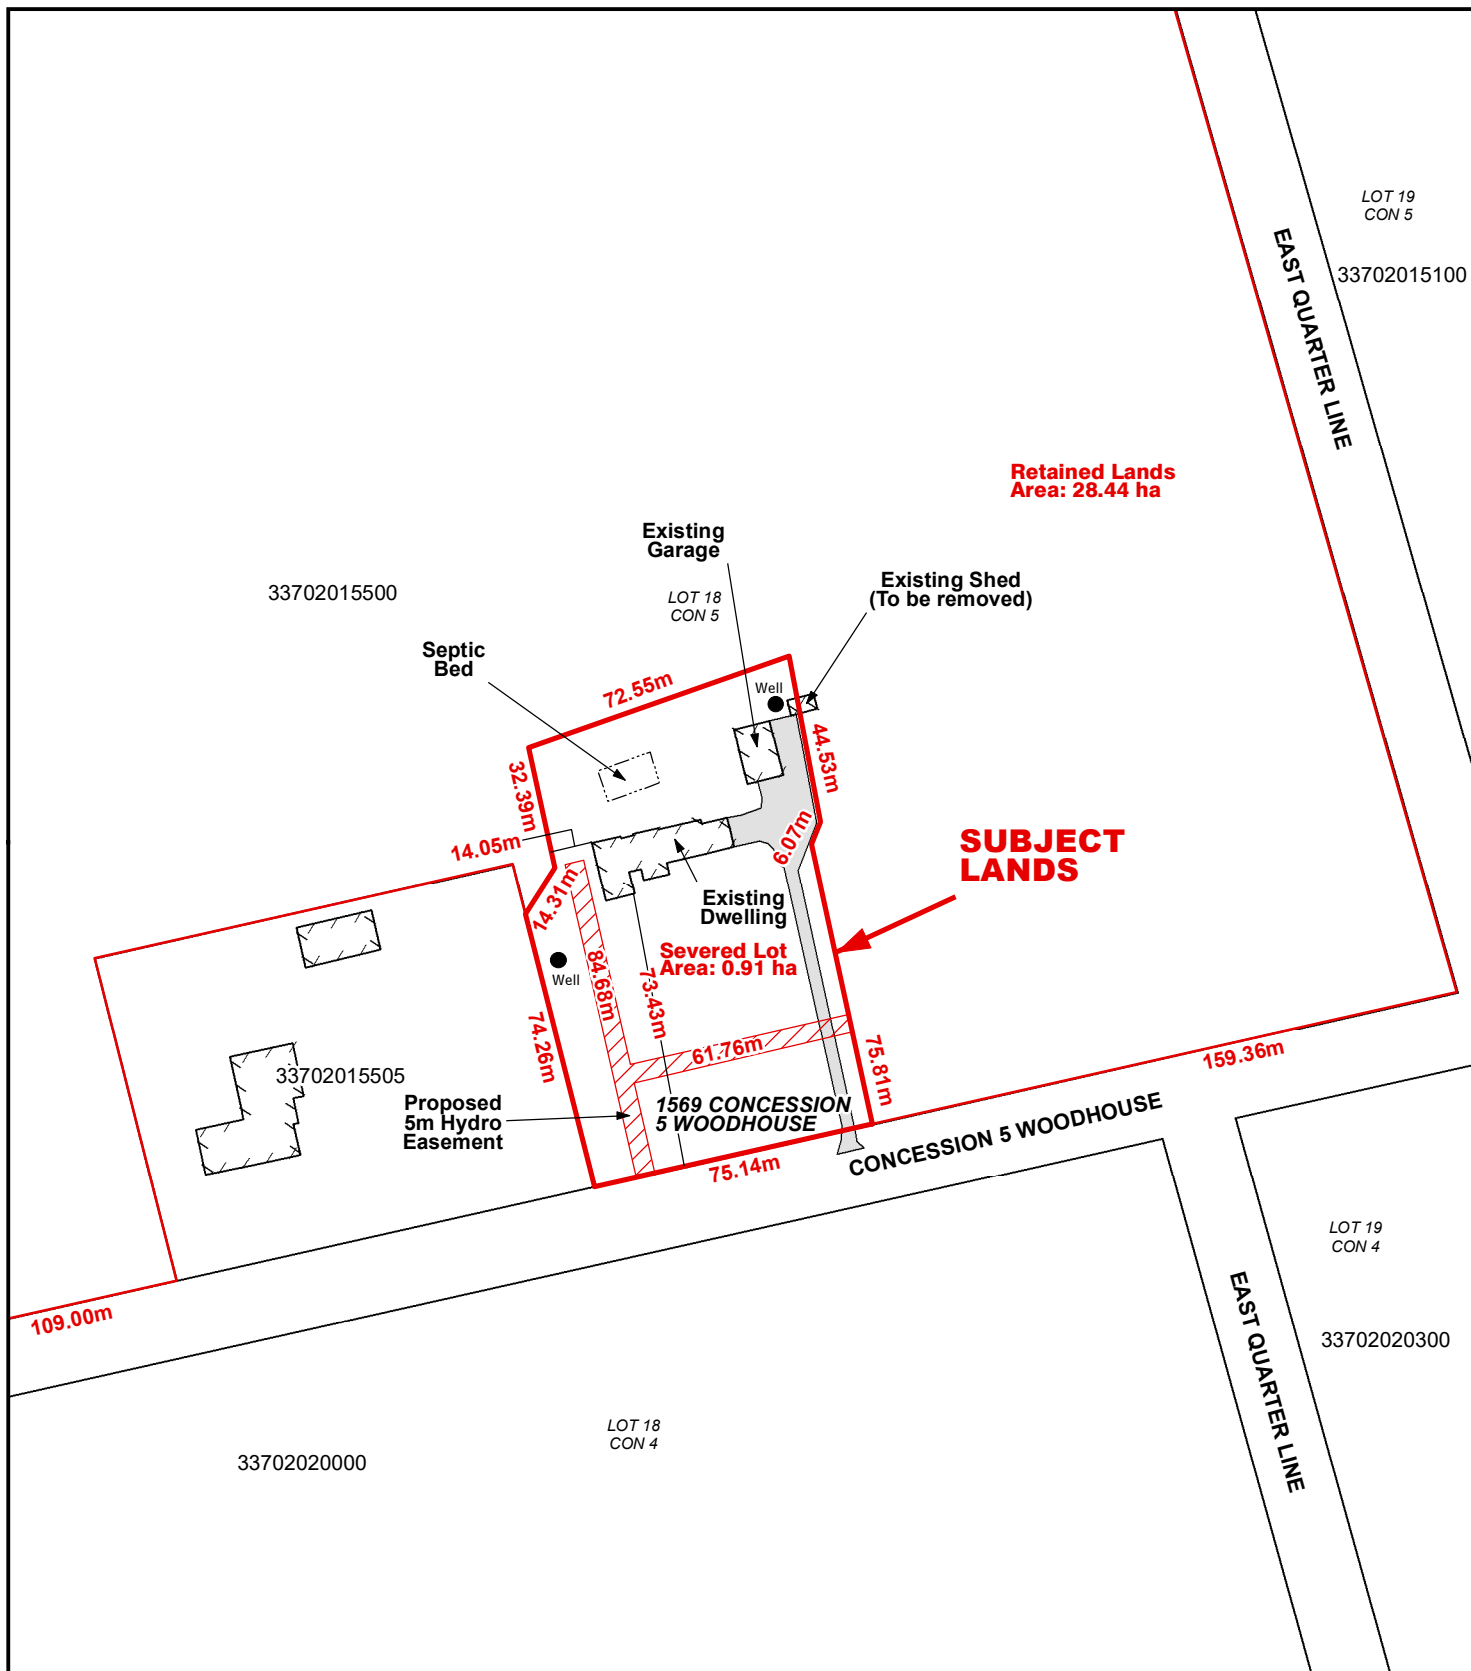 LOT 19
CON 5
33702015100
EAST QUARTER LINE
Retained Lands
Area: 28.44 ha
Existing
Garage
Existing Shed
(To be removed)
33702015500
LOT 18
CON 5
Septic
Bed
72.55m
Well
44.53m
32.39m
14.05m
6.07m
SUBJECT
LANDS
14.31m
Existing
Dwelling
Severed Lot
Area: 0.91 ha
Well
84.68m
73.43m
74.26m
61.76m
75.81m
159.36m
33702015505
Proposed
5m Hydro
Easement
1569 CONCESSION
5 WOODHOUSE
75.14m
CONCESSION 5 WOODHOUSE
109.00m
LOT 19
CON 4
33702020300
EAST QUARTER LINE
LOT 18
CON 4
33702020000